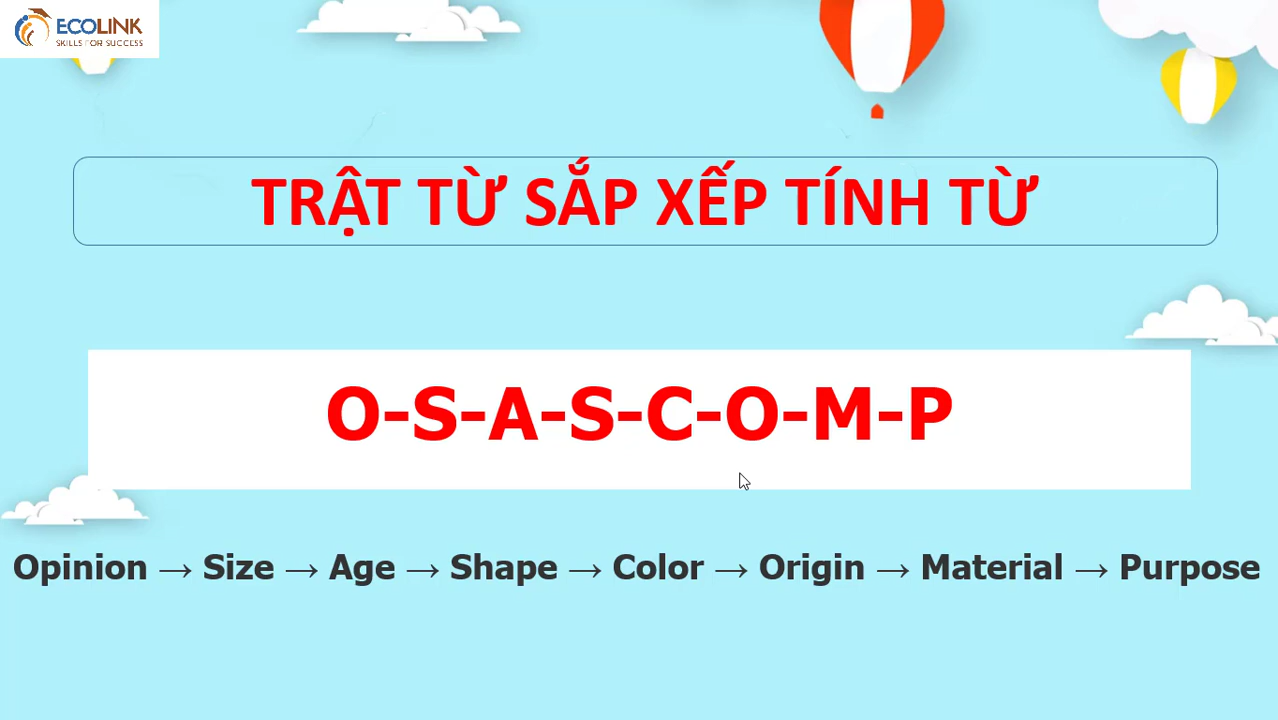 ECOLINK
SKILLS FOR SUCCESS
TRẬT TỪ SẮP XẾP TÍNH TỪ
O-S-A-S-C-O-M-P
Opinion → Size → Age → Shape → Color → Origin → Material → Purpose